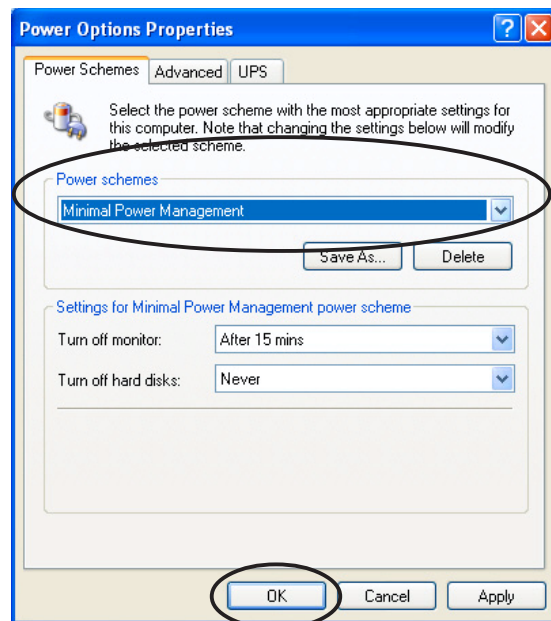 Power Options Properties
Power Schemes Advanced UPS
Select the power scheme with the most appropriate settings for
this computer. Note that changing the settings below will modify
the selected scheme.
Power schemes
Minimal Power Management
Save As... Delete
Settings for Minimal Power Management power scheme
Turn off monitor: After 15 mins
Turn off hard disks: Never
OK Cancel Apply